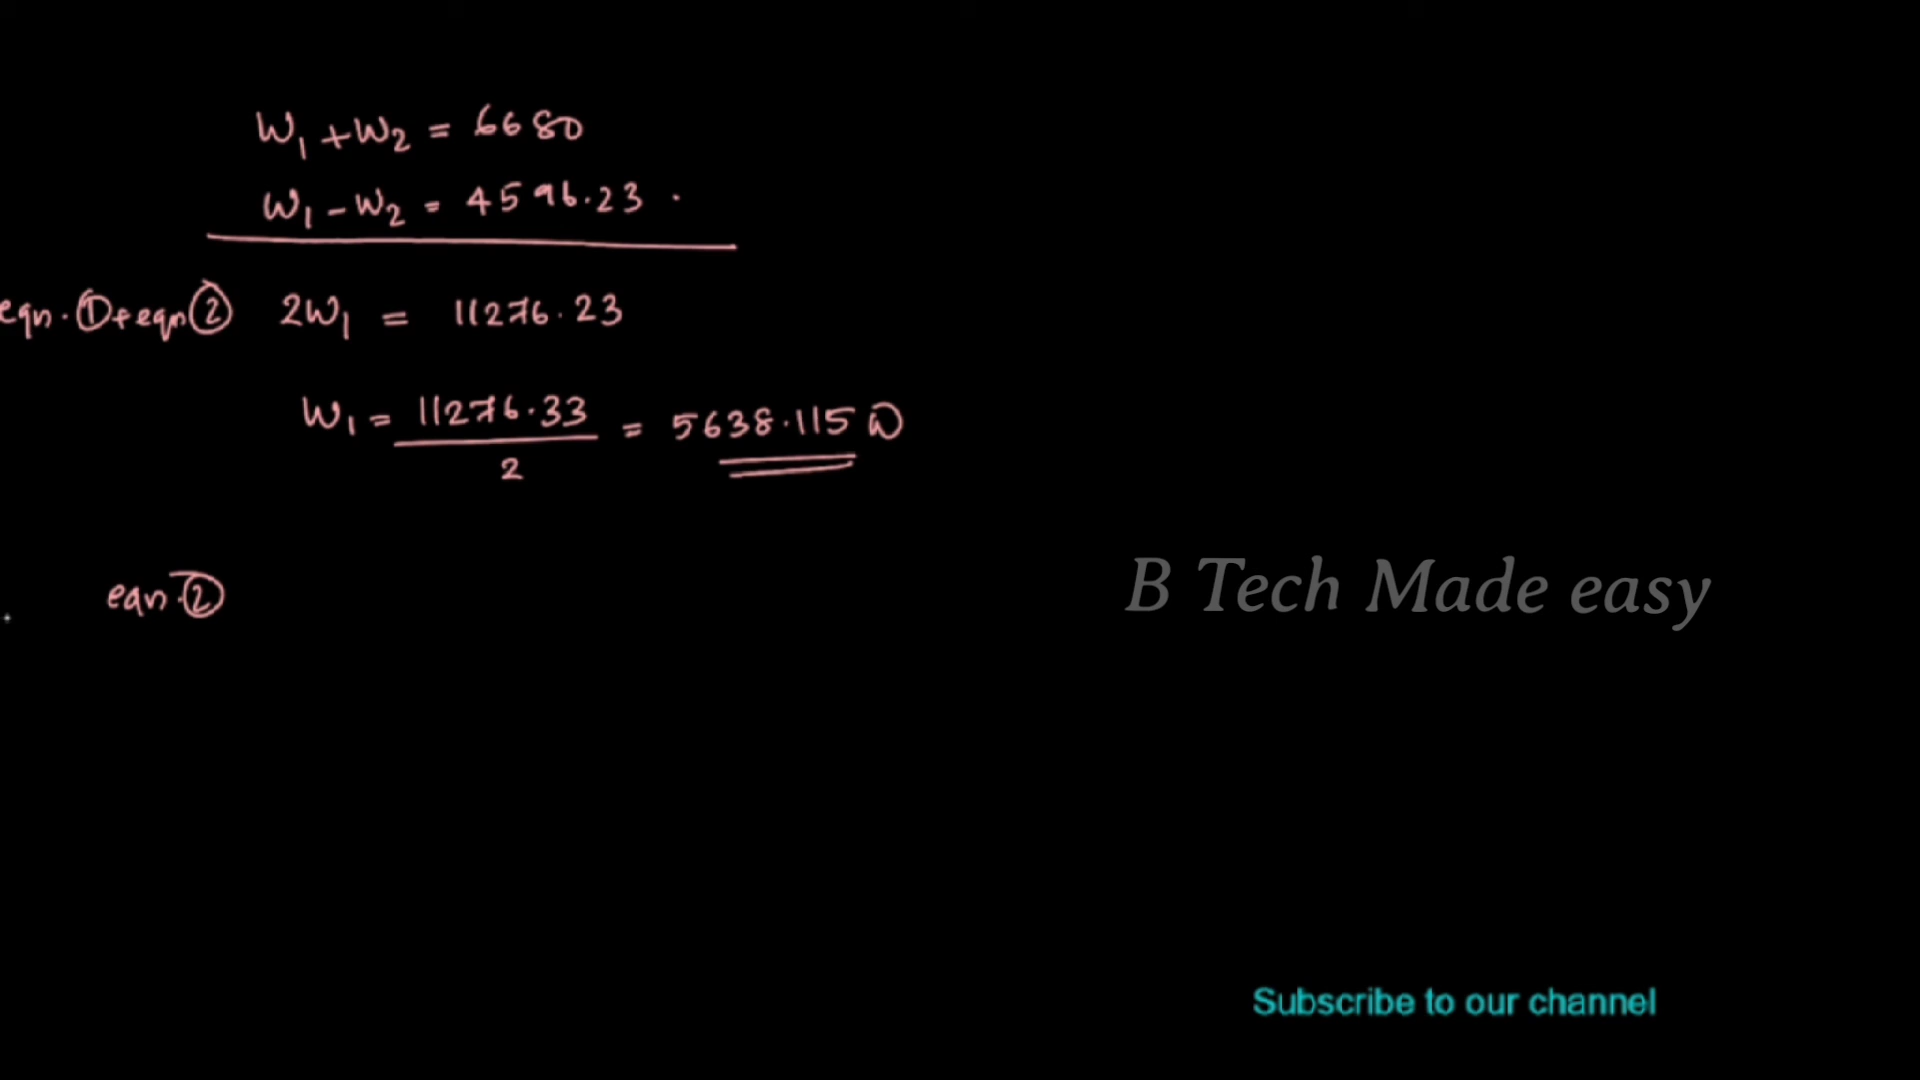 W₁ + W₂ = 6680
W₁ - W₂ = 4596.23 .
eqn. ① + eqn ② 2W₁ = 11276.23
W₁ = 11276.33 / 2 = 5638.115 W
eqn. ②
B Tech Made easy
Subscribe to our channel